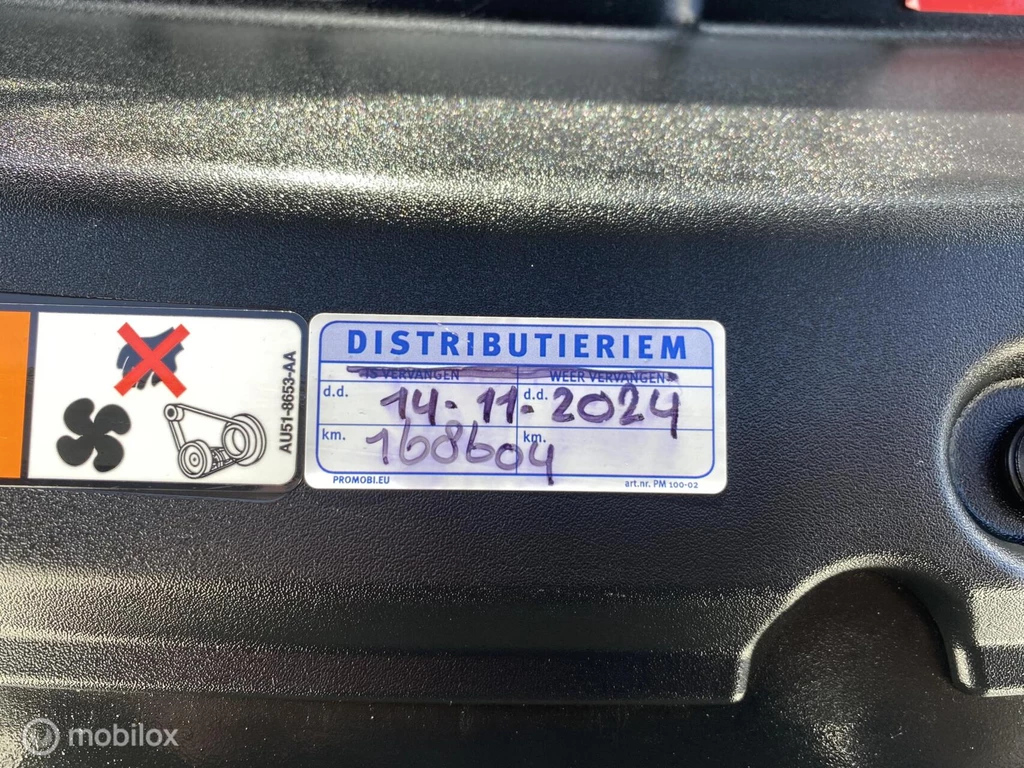 AU51-8653-AA
DISTRIBUTIERIEM
IS VERVANGEN WEER VERVANGEN
d.d. 14-11- d.d. 2024
km. 168604 km.
PROMOBI.EU art.nr. PM 100-02
mobilox